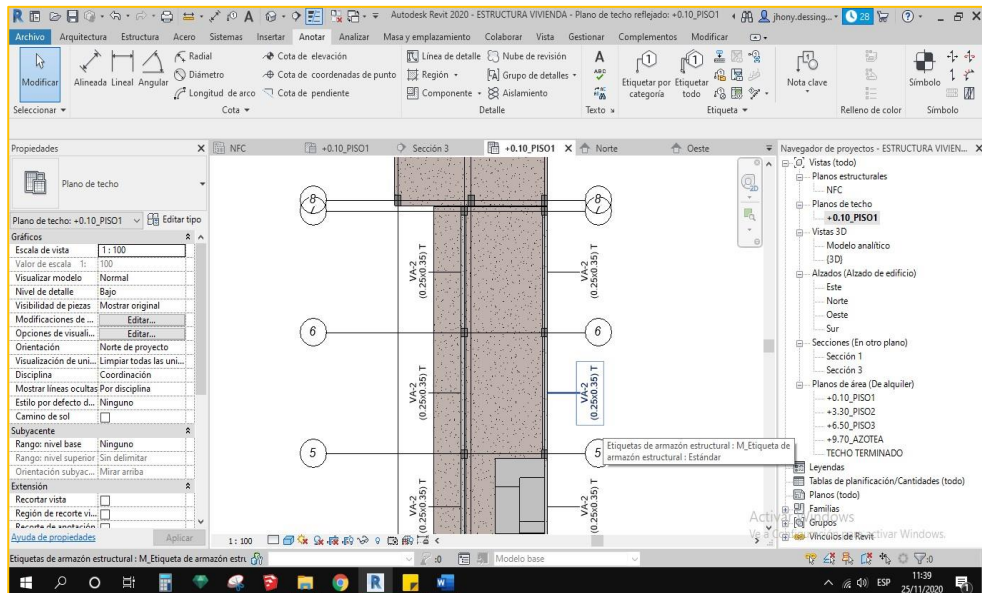 Autodesk Revit 2020 - ESTRUCTURA VIVIENDA - Plano de techo reflejado: +0.10_PISO1
jhony.dessing...
28
Archivo Arquitectura Estructura Acero Sistemas Insertar Anotar Analizar Masa y emplazamiento Colaborar Vista Gestionar Complementos Modificar
Modificar
Alineada Lineal Angular
Radial
Diámetro
Longitud de arco
Cota de elevación
Cota de coordenadas de punto
Cota de pendiente
Línea de detalle
Región
Componente
Nube de revisión
Grupo de detalles
Aislamiento
A
ABC
Etiquetar por categoría
Etiquetar todo
Nota clave
Símbolo
Seleccionar Cota Detalle Texto Etiqueta Relleno de color Símbolo
Propiedades X
NFC +0.10_PISO1 Sección 3 +0.10_PISO1 X Norte Oeste
Navegador de proyectos - ESTRUCTURA VIVIEN... X
Plano de techo
Plano de techo: +0.10_PISO1 Editar tipo
Gráficos
Escala de vista 1 : 100
Valor de escala 1: 100
Visualizar modelo Normal
Nivel de detalle Bajo
Visibilidad de piezas Mostrar original
Modificaciones de ... Editar...
Opciones de visuali... Editar...
Orientación Norte de proyecto
Visualización de uni... Limpiar todas las uni...
Disciplina Coordinación
Mostrar líneas ocultas Por disciplina
Estilo por defecto d... Ninguno
Camino de sol
Subyacente
Rango: nivel base Ninguno
Rango: nivel superior Sin delimitar
Orientación subyac... Mirar arriba
Extensión
Recortar vista
Región de recorte vi...
Recorte de anotación
Ayuda de propiedades Aplicar
8 8
7 7
VA-2
(0.25x0.35) T
VA-2
(0.25x0.35) T
6 6
VA-2
(0.25x0.35) T
VA-2
(0.25x0.35) T
5 5
VA-2
(0.25x0.35) T
VA-2
(0.25x0.35) T
2D
Etiquetas de armazón estructural : M_Etiqueta de
armazón estructural : Estándar
Vistas (todo)
Planos estructurales
NFC
Planos de techo
+0.10_PISO1
Vistas 3D
Modelo analítico
{3D}
Alzados (Alzado de edificio)
Este
Norte
Oeste
Sur
Secciones (En otro plano)
Sección 1
Sección 3
Planos de área (De alquiler)
+0.10_PISO1
+3.30_PISO2
+6.50_PISO3
+9.70_AZOTEA
TECHO TERMINADO
Leyendas
Tablas de planificación/Cantidades (todo)
Planos (todo)
Familias
Grupos
Vínculos de Revit
1 : 100
Etiquetas de armazón estructural : M_Etiqueta de armazón estru
:0 Modelo base
:0
ESP
11:39
25/11/2020